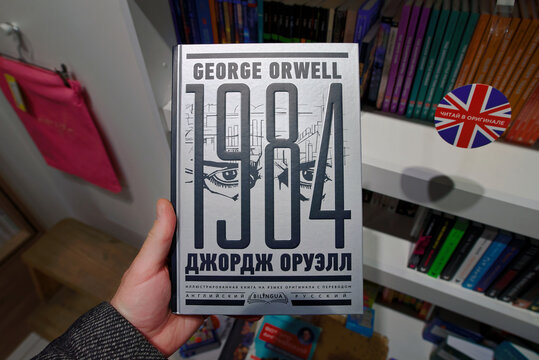 GEORGE ORWELL
1984
ДЖОРДЖ ОРУЭЛЛ
ИЛЛЮСТРИРОВАННАЯ КНИГА НА ЯЗЫКЕ ОРИГИНАЛА С ПЕРЕВОДОМ
АНГЛИЙСКИЙ BILINGUA РУССКИЙ
ЧИТАЙ В ОРИГИНАЛЕ